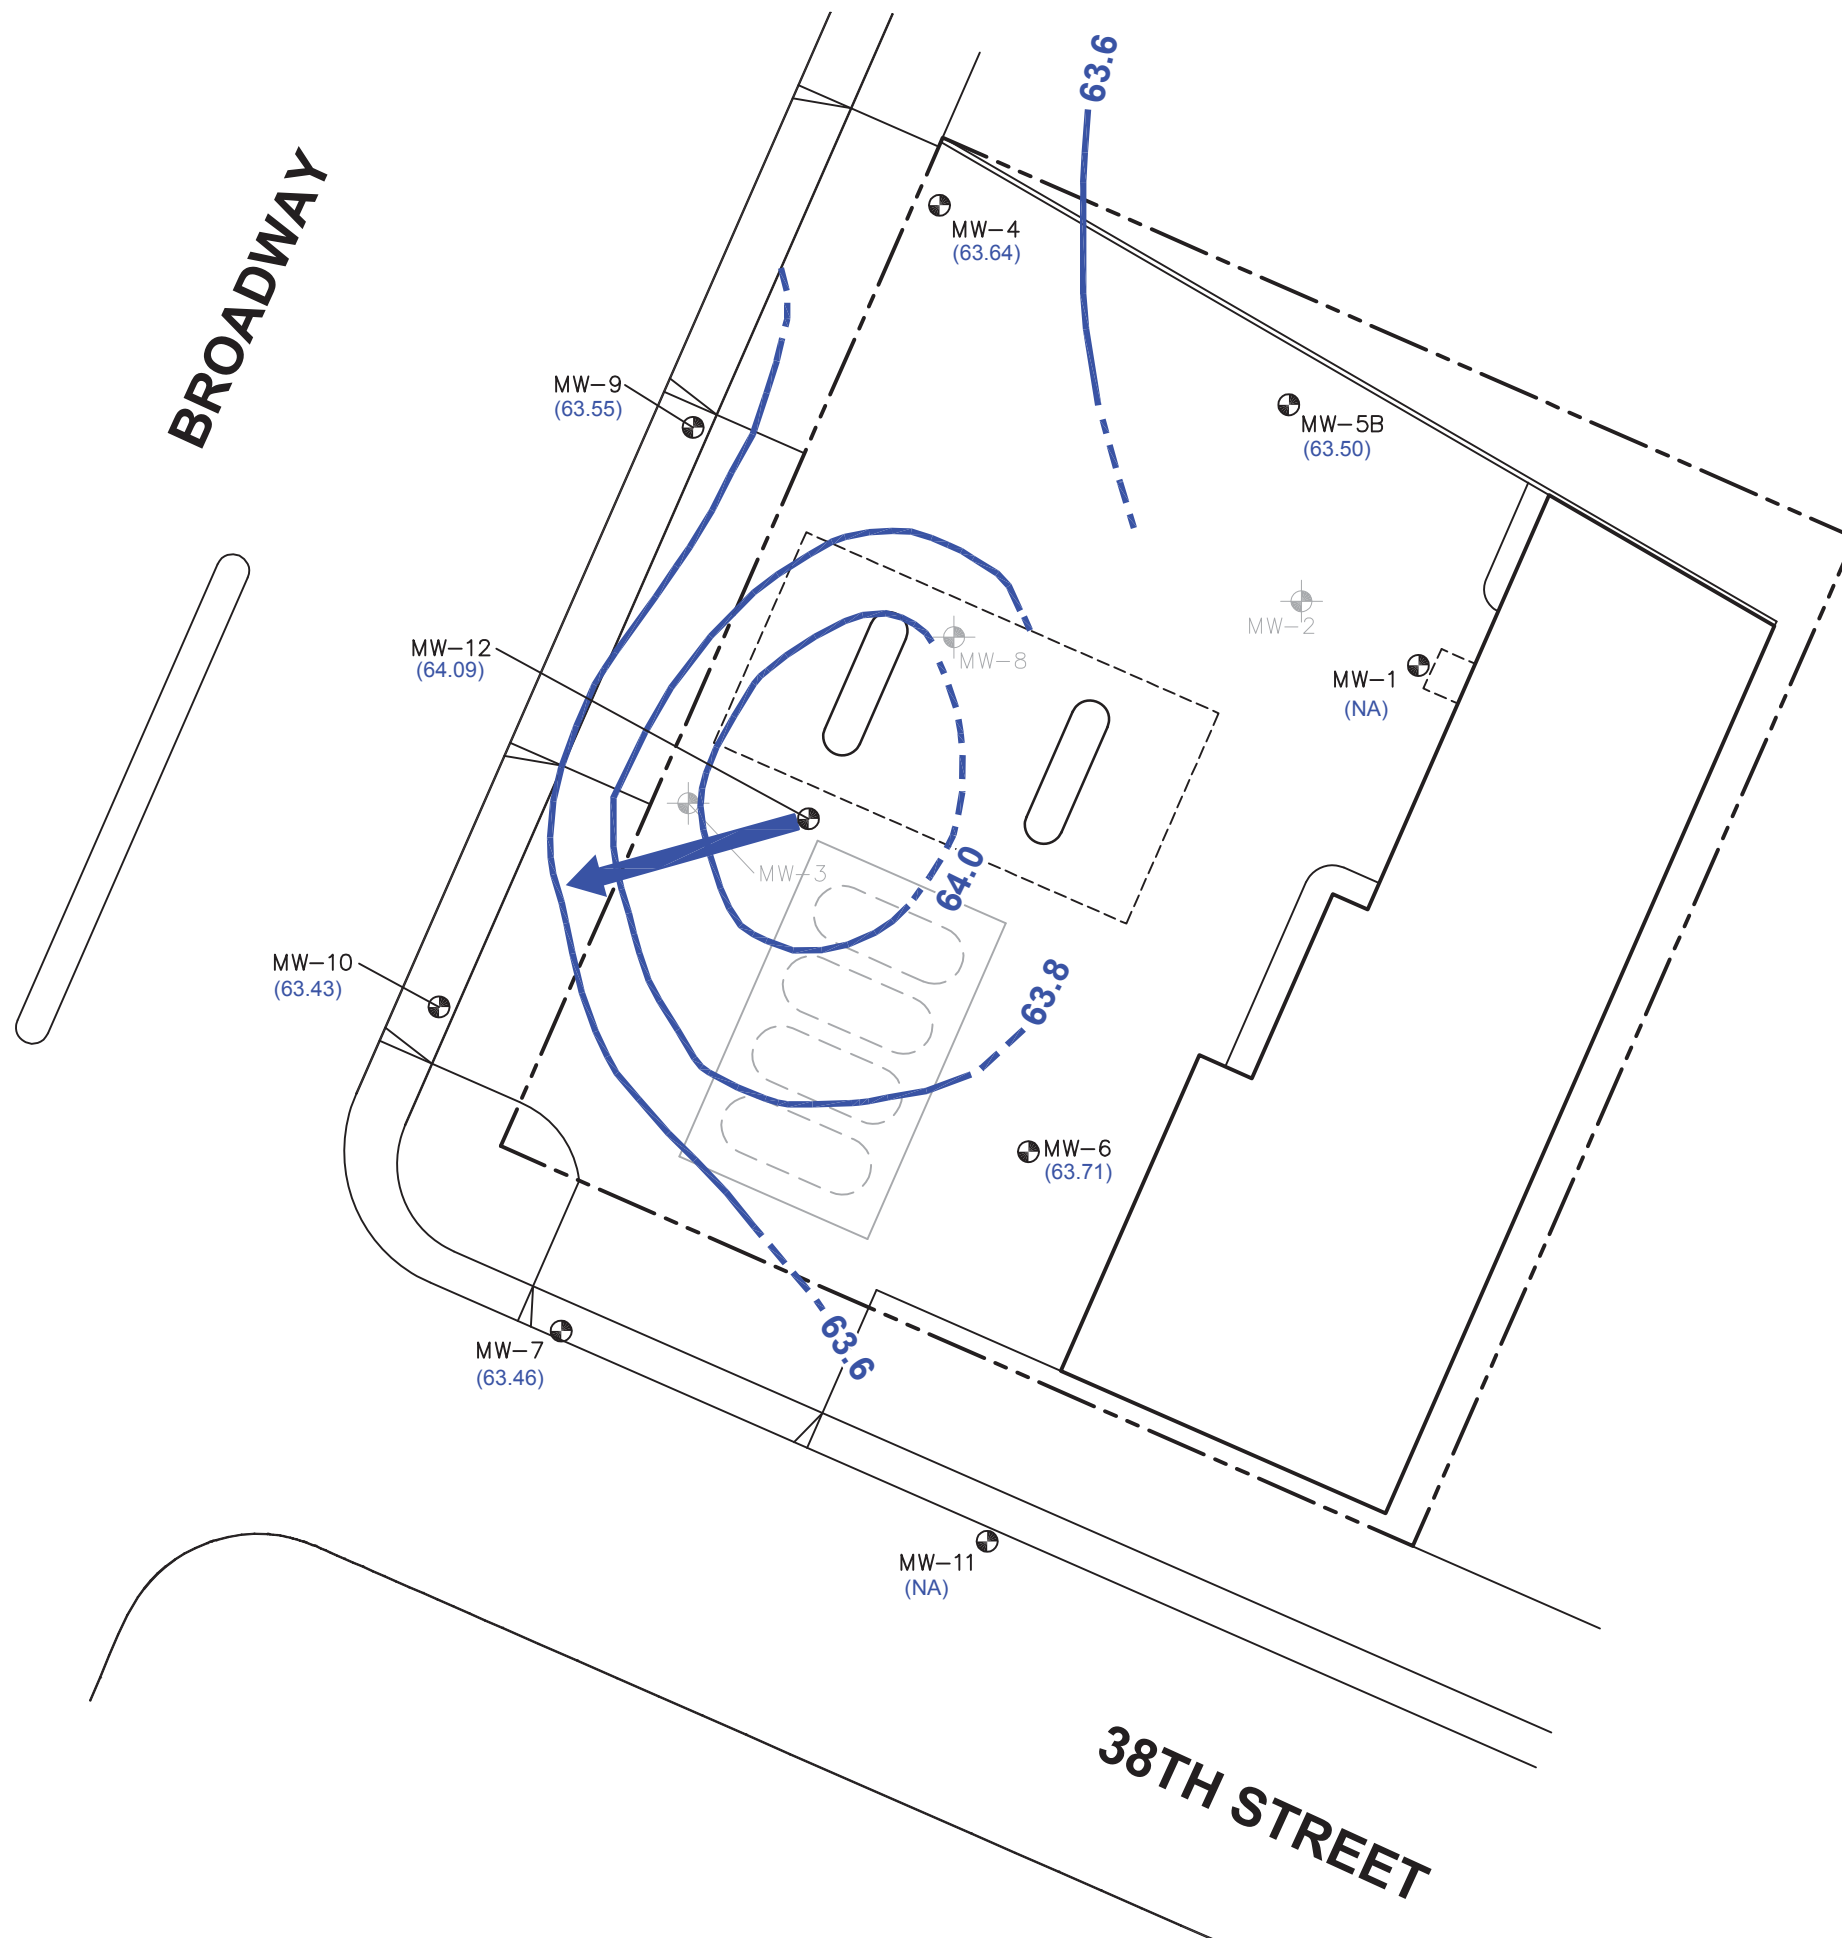 63.6
BROADWAY
MW-4
(63.64)
MW-9
(63.55)
MW-5B
(63.50)
MW-2
MW-12
(64.09)
MW-8
MW-1
(NA)
MW-3
64.0
MW-10
(63.43)
63.8
MW-6
(63.71)
63.6
MW-7
(63.46)
MW-11
(NA)
38TH STREET